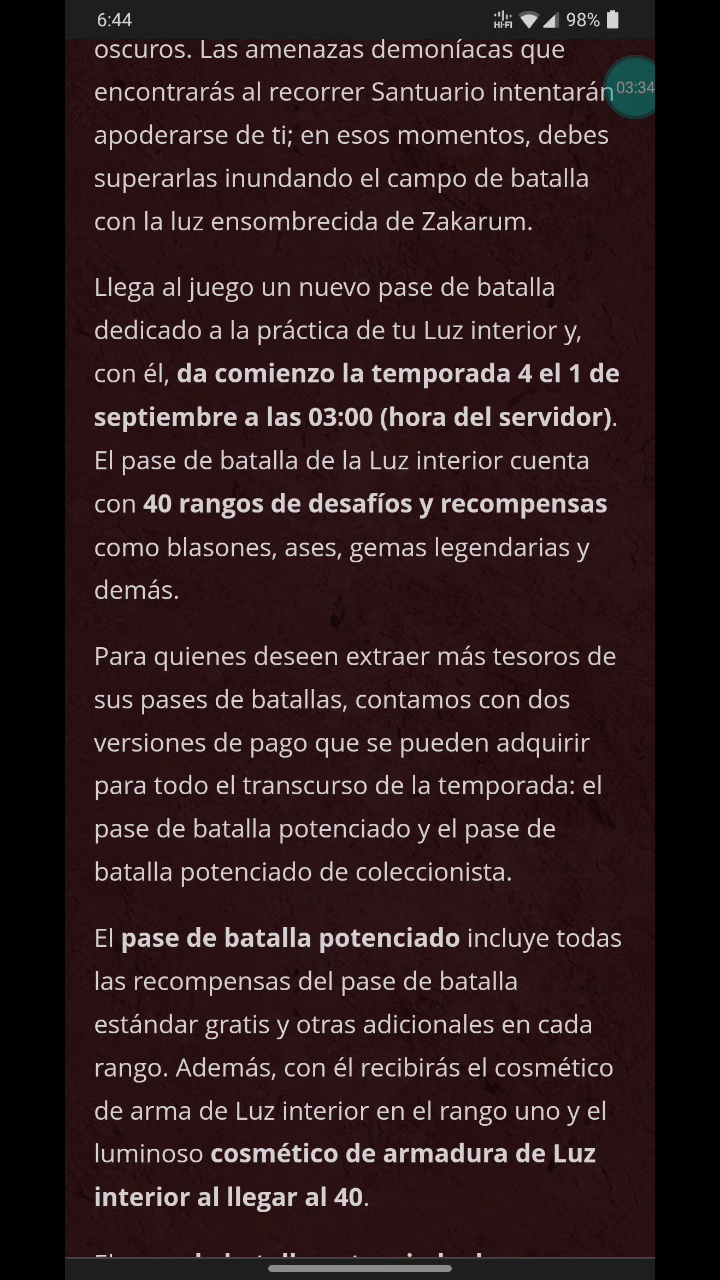 6:44
HI-FI 98%
03:34
oscuros. Las amenazas demoníacas que
encontrarás al recorrer Santuario intentarán
apoderarse de ti; en esos momentos, debes
superarlas inundando el campo de batalla
con la luz ensombrecida de Zakarum.
Llega al juego un nuevo pase de batalla
dedicado a la práctica de tu Luz interior y,
con él, da comienzo la temporada 4 el 1 de
septiembre a las 03:00 (hora del servidor).
El pase de batalla de la Luz interior cuenta
con 40 rangos de desafíos y recompensas
como blasones, ases, gemas legendarias y
demás.
Para quienes deseen extraer más tesoros de
sus pases de batallas, contamos con dos
versiones de pago que se pueden adquirir
para todo el transcurso de la temporada: el
pase de batalla potenciado y el pase de
batalla potenciado de coleccionista.
El pase de batalla potenciado incluye todas
las recompensas del pase de batalla
estándar gratis y otras adicionales en cada
rango. Además, con él recibirás el cosmético
de arma de Luz interior en el rango uno y el
luminoso cosmético de armadura de Luz
interior al llegar al 40.